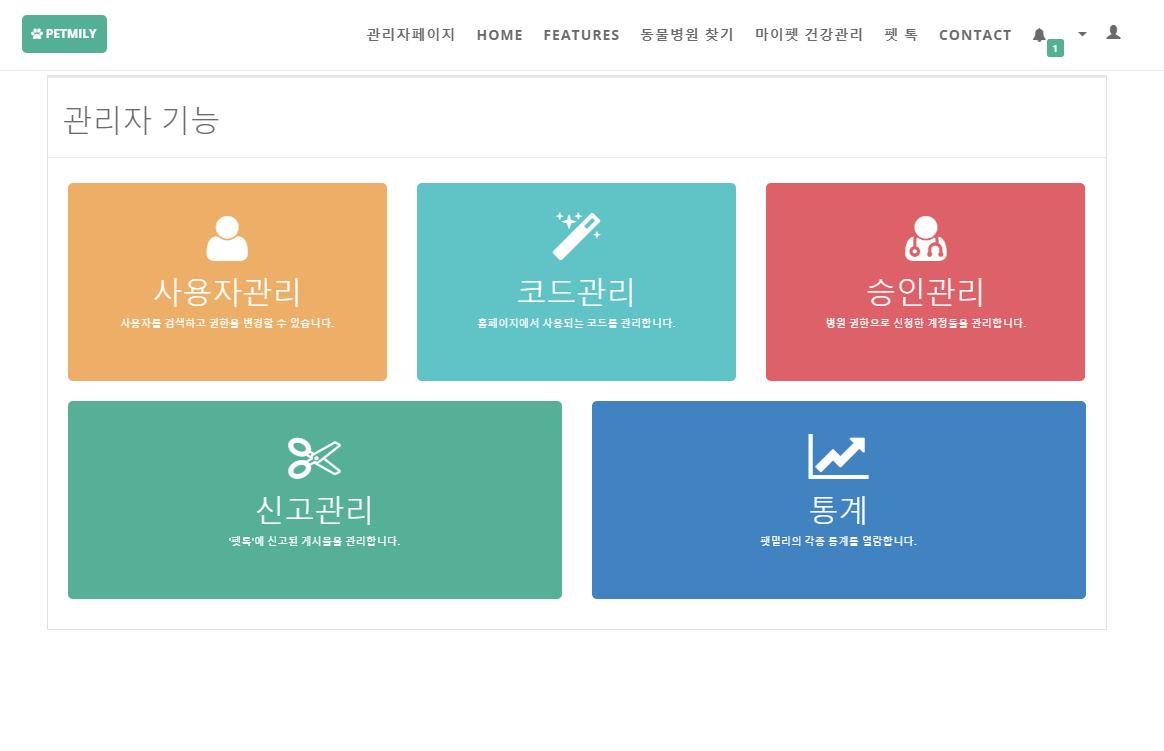 PETMILY
관리자페이지 HOME FEATURES 동물병원 찾기 마이펫 건강관리 펫 톡 CONTACT
1
관리자 기능
사용자관리
사용자를 검색하고 권한을 변경할 수 있습니다.
코드관리
홈페이지에서 사용되는 코드를 관리합니다.
승인관리
병원 권한으로 신청한 계정들을 관리합니다.
신고관리
'펫톡'에 신고된 게시물을 관리합니다.
통계
펫밀리의 각종 통계를 열람합니다.